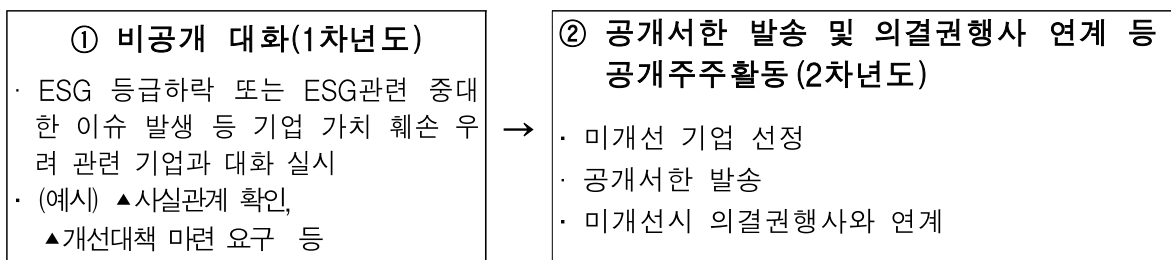 ① 비공개 대화(1차년도)
· ESG 등급하락 또는 ESG관련 중대
한 이슈 발생 등 기업 가치 훼손 우
려 관련 기업과 대화 실시
· (예시) ▲사실관계 확인,
▲개선대책 마련 요구 등
→
② 공개서한 발송 및 의결권행사 연계 등
공개주주활동(2차년도)
· 미개선 기업 선정
· 공개서한 발송
· 미개선시 의결권행사와 연계